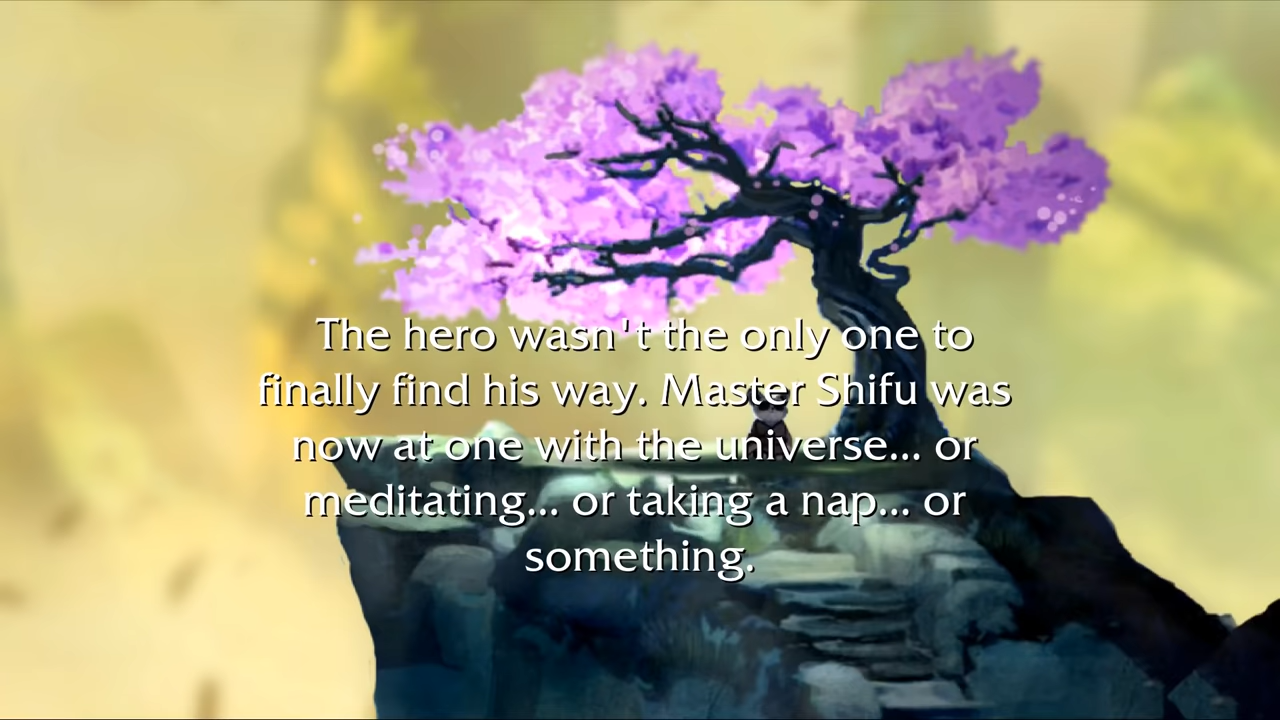 The hero wasn't the only one to
finally find his way. Master Shifu was
now at one with the universe... or
meditating... or taking a nap... or
something.